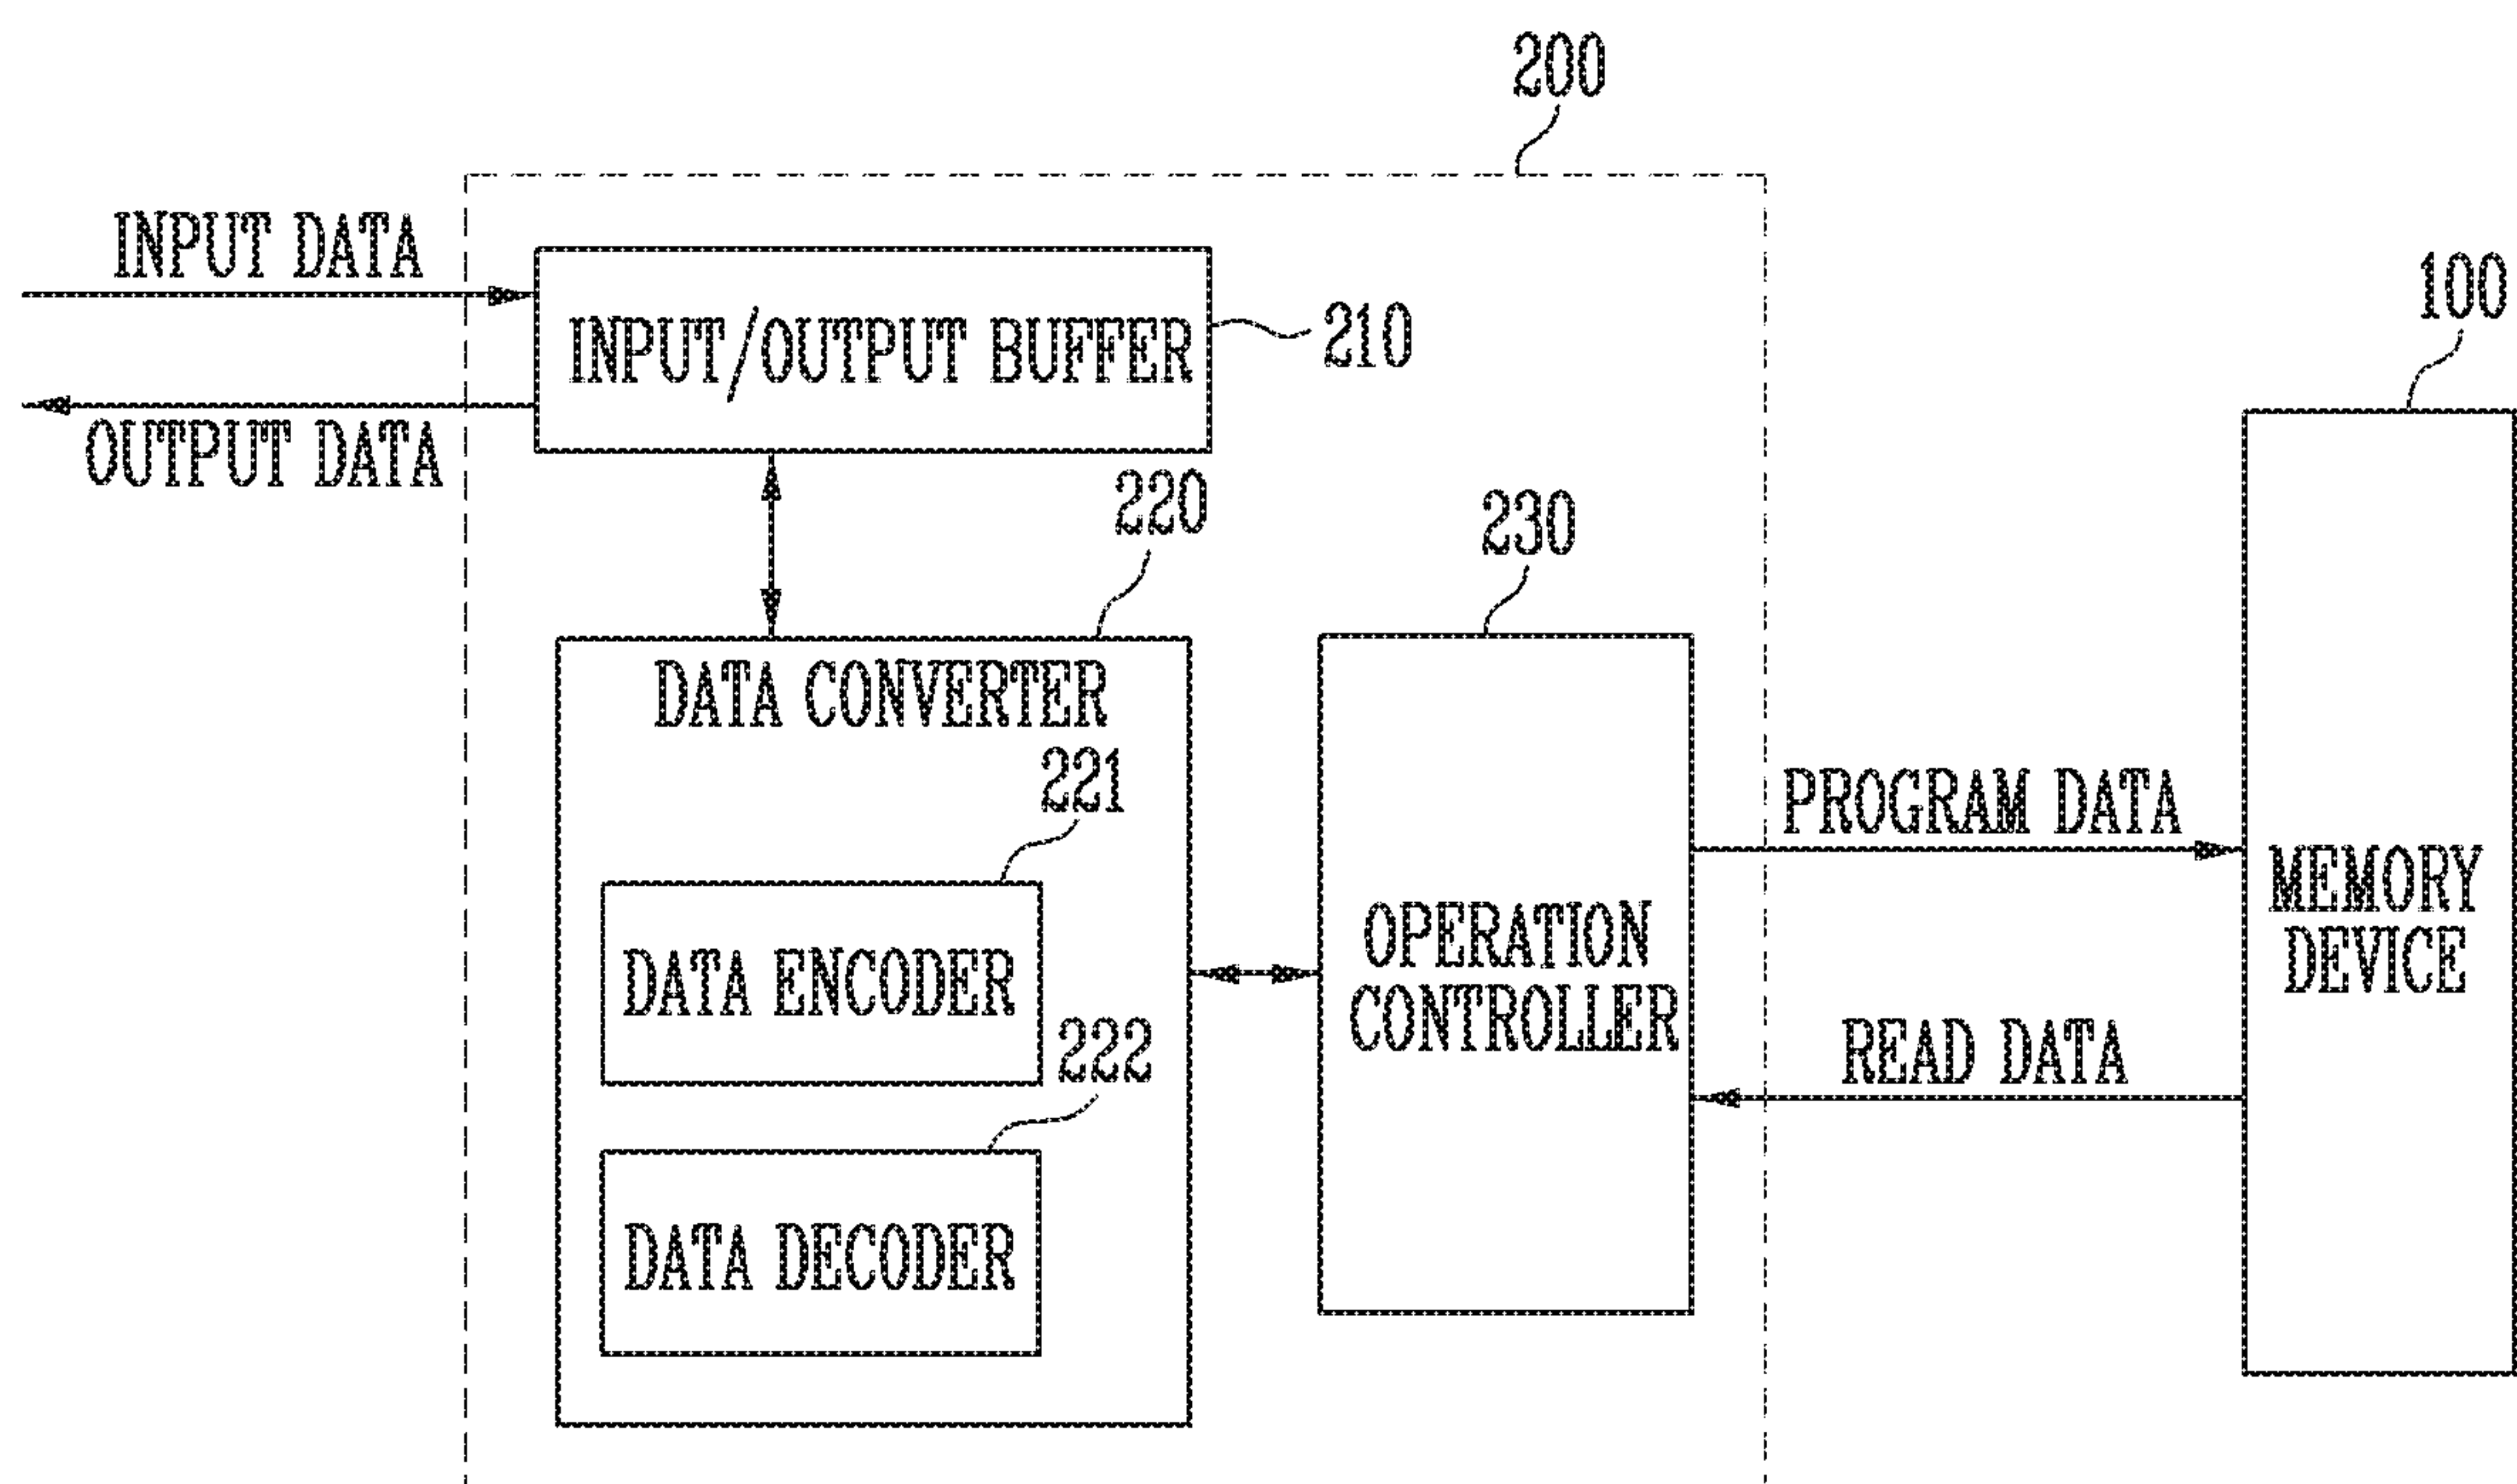 200
INPUT DATA
INPUT/OUTPUT BUFFER
210
OUTPUT DATA
100
220
230
DATA CONVERTER
221
DATA ENCODER
222
DATA DECODER
OPERATION
CONTROLLER
PROGRAM DATA
READ DATA
MEMORY
DEVICE